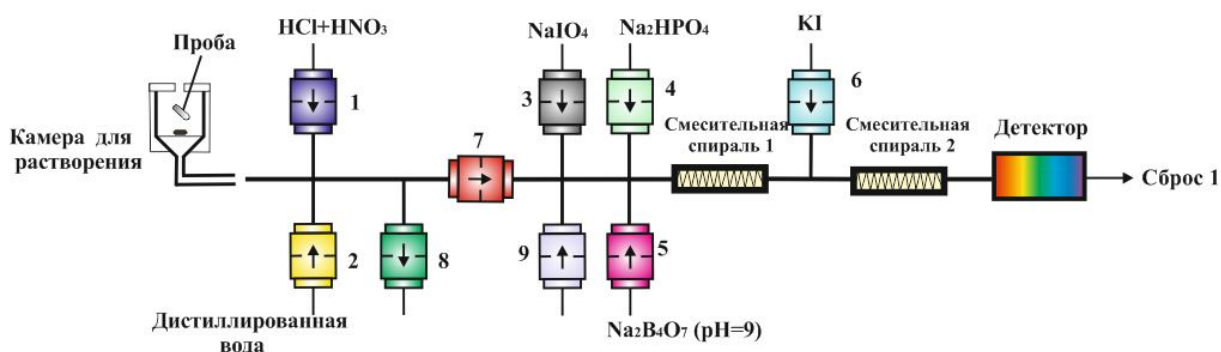 HCl+HNO₃
NaIO₄
Na₂HPO₄
KI
Проба
1
3
4
6
Камера для
растворения
7
Смесительная
спираль 1
Смесительная
спираль 2
Детектор
Сброс 1
2
8
9
5
Дистиллированная
вода
Na₂B₄O₇ (pH=9)